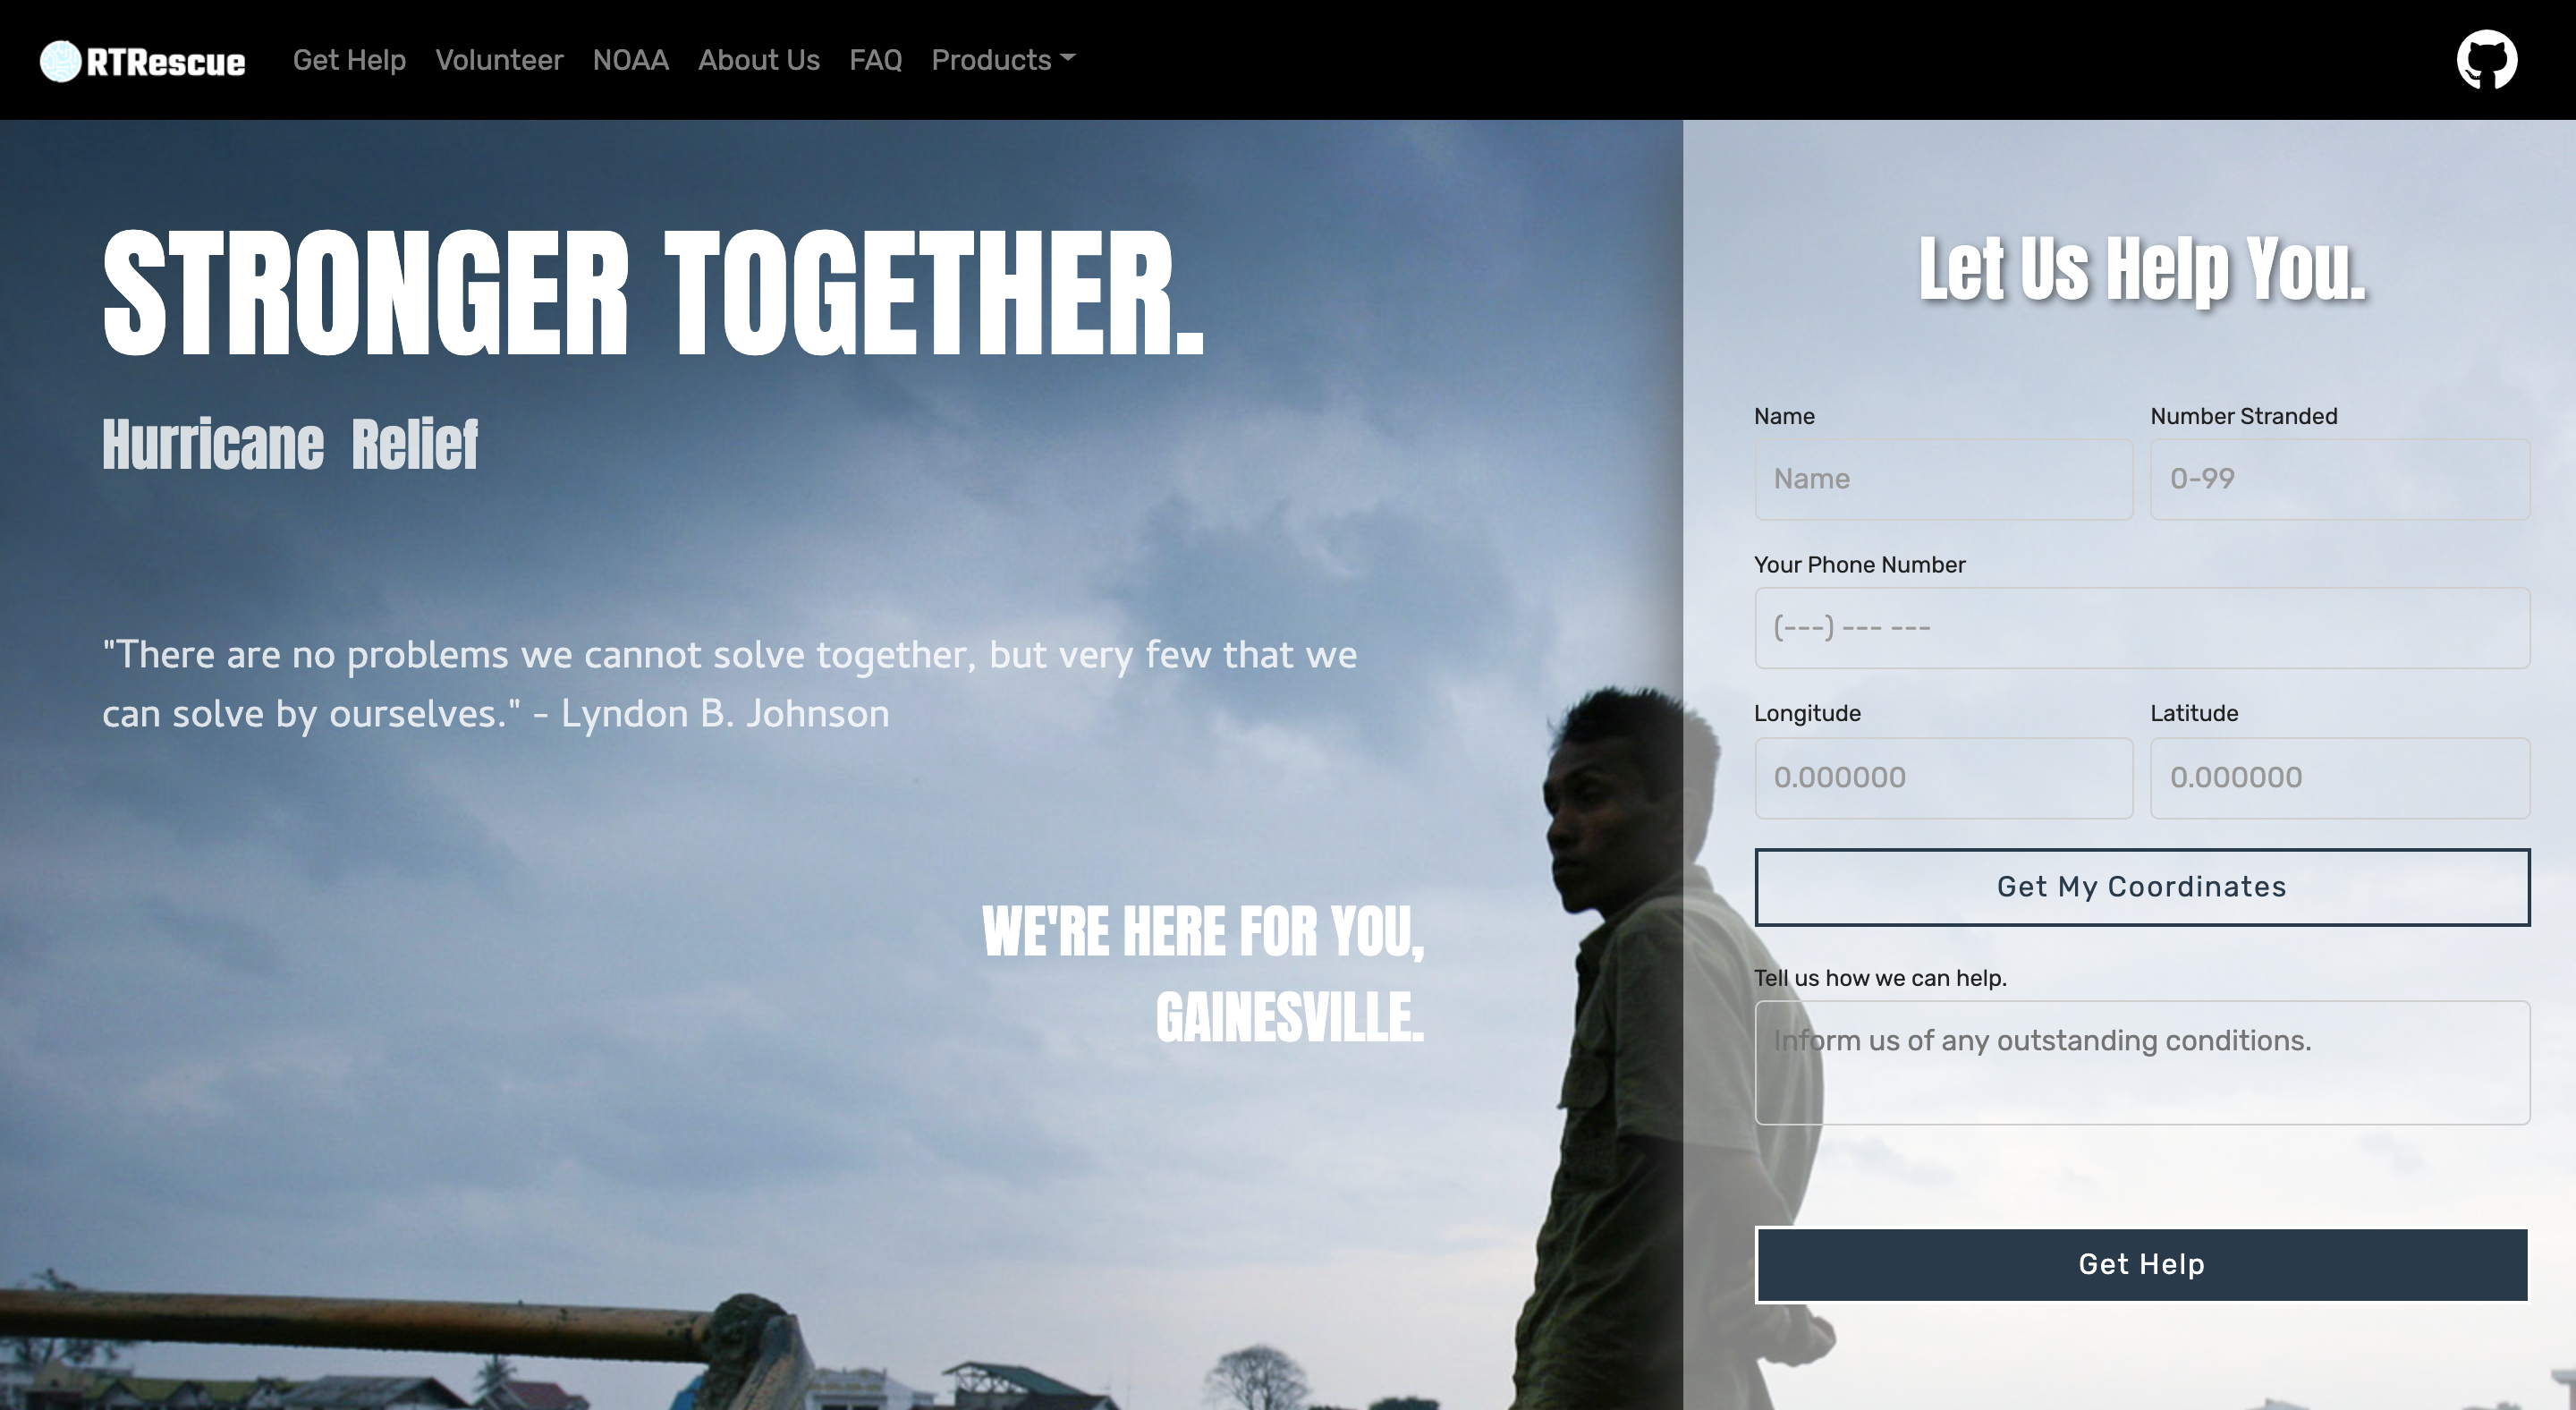 RTRescue
Get Help Volunteer NOAA About Us FAQ Products
STRONGER TOGETHER.
Hurricane Relief
"There are no problems we cannot solve together, but very few that we
can solve by ourselves." - Lyndon B. Johnson
WE'RE HERE FOR YOU,
GAINESVILLE.
Let Us Help You.
Name Number Stranded
Name 0-99
Your Phone Number
(---) --- ---
Longitude Latitude
0.000000 0.000000
Get My Coordinates
Tell us how we can help.
Inform us of any outstanding conditions.
Get Help